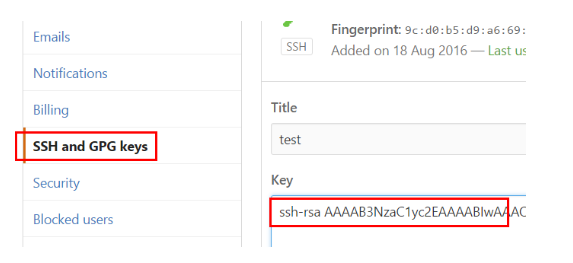 Emails
Notifications
Billing
SSH and GPG keys
Security
Blocked users
Fingerprint: 9c:d0:b5:d9:a6:69:
SSH
Added on 18 Aug 2016 — Last us
Title
test
Key
ssh-rsa AAAAB3NzaC1yc2EAAAABIwAAAC